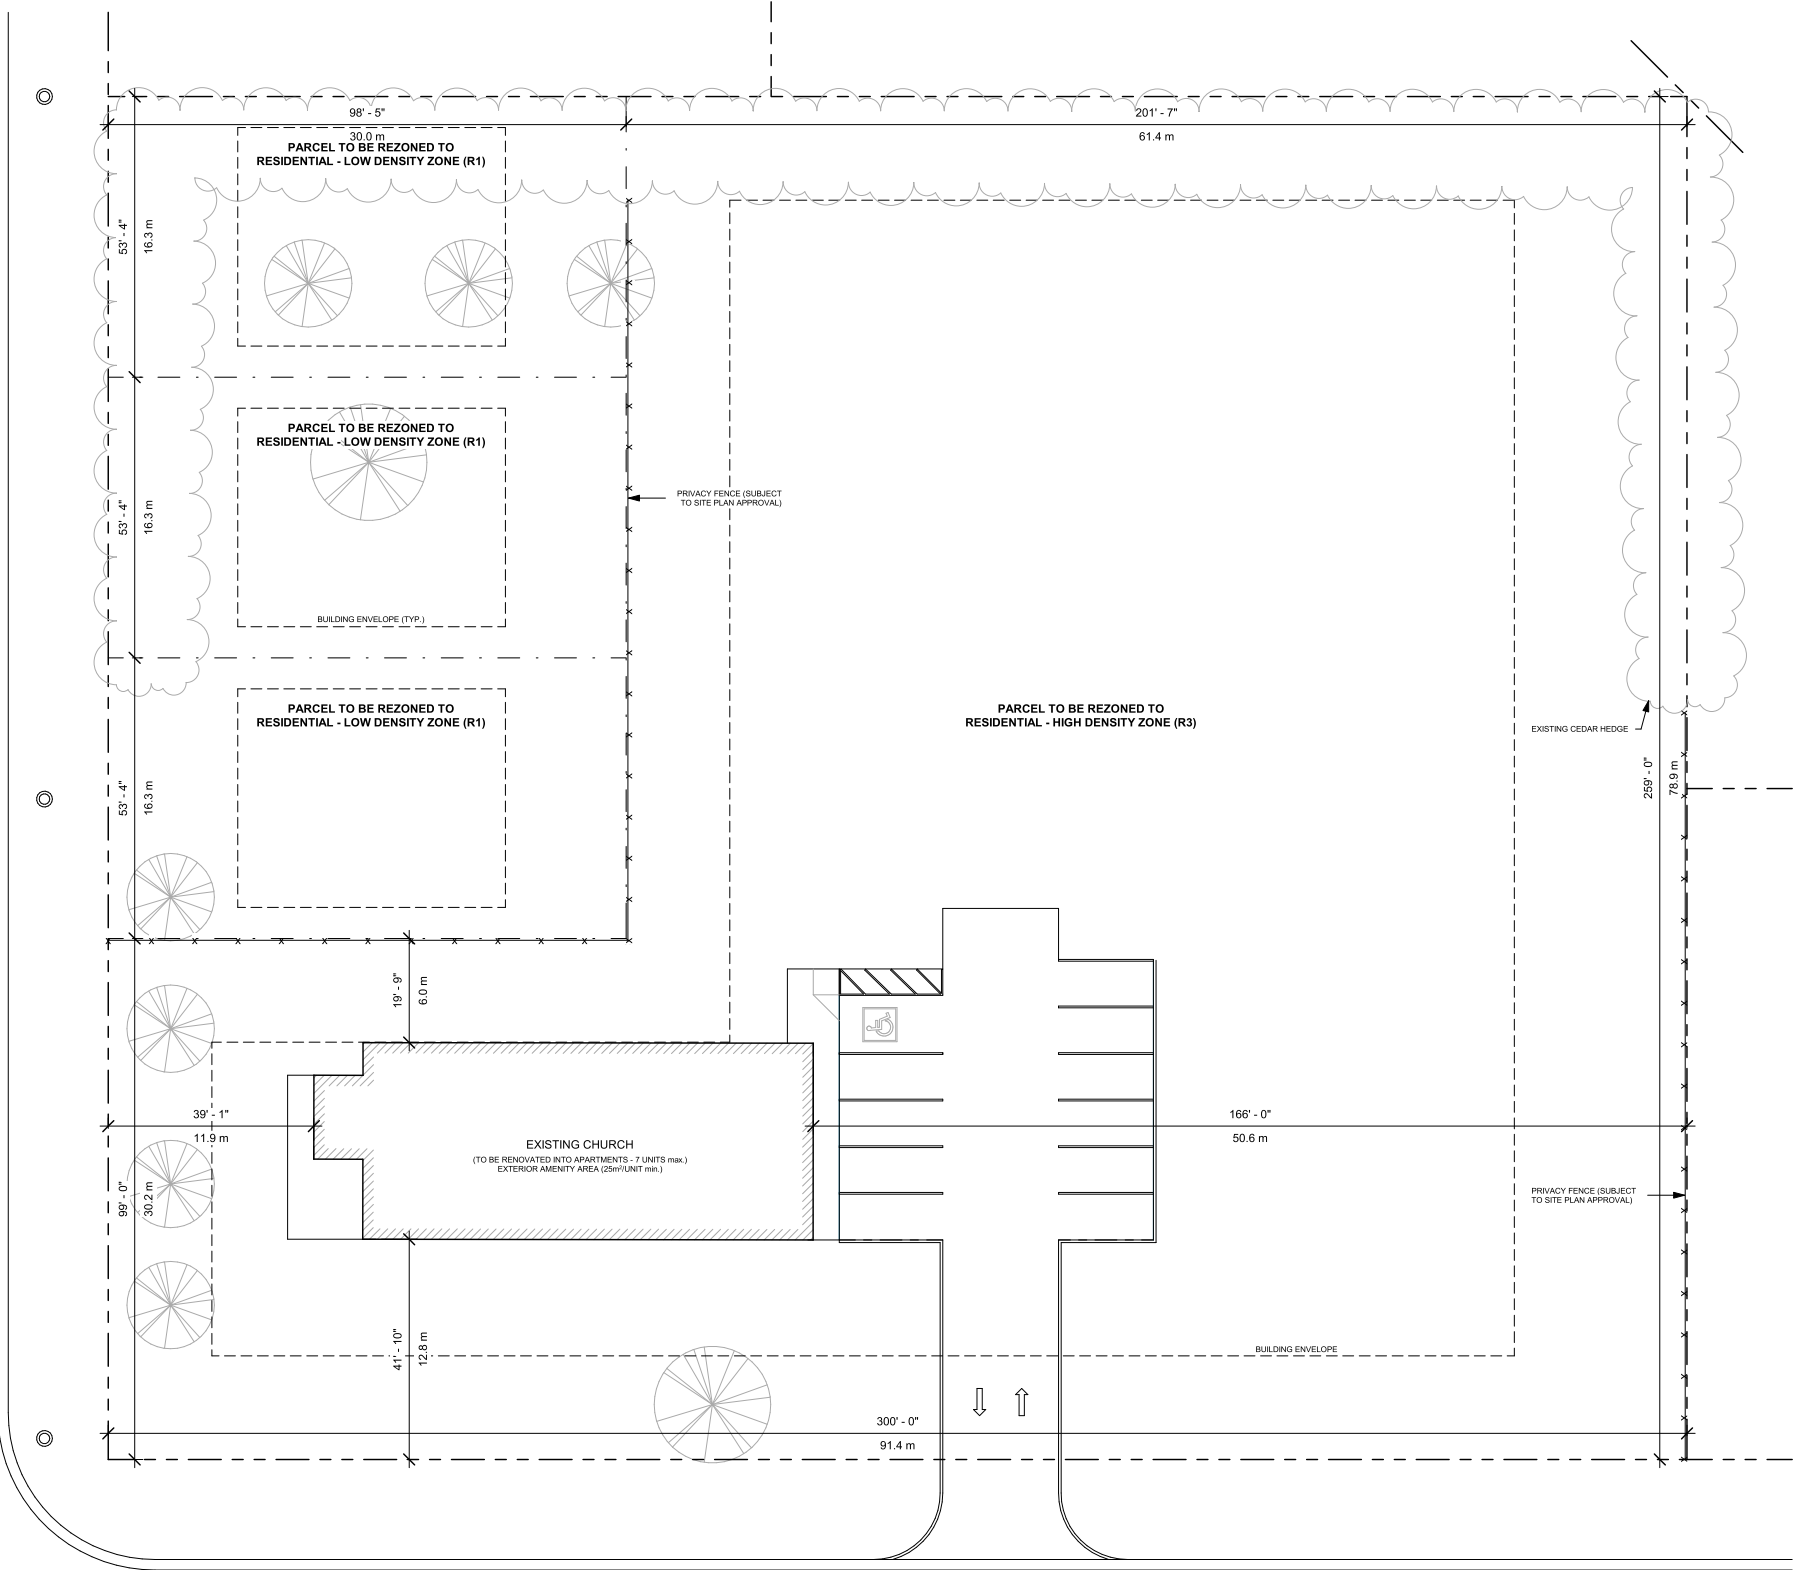 98' - 5"
30.0 m
201' - 7"
61.4 m
PARCEL TO BE REZONED TO
RESIDENTIAL - LOW DENSITY ZONE (R1)
53' - 4"
16.3 m
PARCEL TO BE REZONED TO
RESIDENTIAL - LOW DENSITY ZONE (R1)
53' - 4"
16.3 m
BUILDING ENVELOPE (TYP.)
PRIVACY FENCE (SUBJECT
TO SITE PLAN APPROVAL)
PARCEL TO BE REZONED TO
RESIDENTIAL - LOW DENSITY ZONE (R1)
53' - 4"
16.3 m
PARCEL TO BE REZONED TO
RESIDENTIAL - HIGH DENSITY ZONE (R3)
EXISTING CEDAR HEDGE
259' - 0"
78.9 m
19' - 9"
6.0 m
39' - 1"
11.9 m
EXISTING CHURCH
(TO BE RENOVATED INTO APARTMENTS - 7 UNITS max.)
EXTERIOR AMENITY AREA (25m²/UNIT min.)
166' - 0"
50.6 m
99' - 0"
30.2 m
PRIVACY FENCE (SUBJECT
TO SITE PLAN APPROVAL)
41' - 10"
12.8 m
BUILDING ENVELOPE
300' - 0"
91.4 m